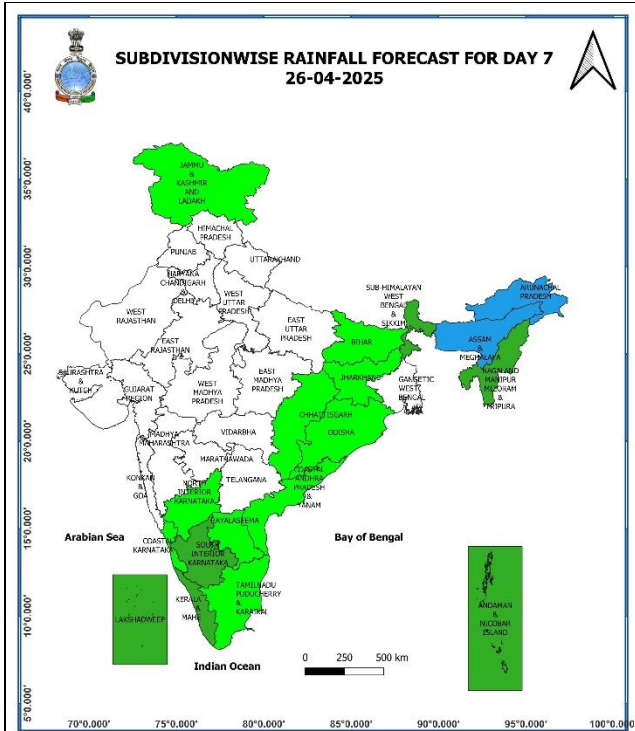 SUBDIVISIONWISE RAINFALL FORECAST FOR DAY 7
26-04-2025
40°0.000'
35°0.000'
30°0.000'
25°0.000'
20°0.000'
15°0.000'
10°0.000'
5°0.000'
JAMMU
&
KASHMIR
AND
LADAKH
HIMACHAL
PRADESH
PUNJAB
UTTARAKHAND
HARYANA
CHANDIGARH
&
DELHI
WEST
UTTAR
PRADESH
WEST
RAJASTHAN
EAST
RAJASTHAN
EAST
UTTAR
PRADESH
SUB-HIMALAYAN
WEST
BENGAL
&
SIKKIM
ARUNACHAL
PRADESH
ASSAM
&
MEGHALAYA
NAGALAND
MANIPUR
MIZORAM
&
TRIPURA
BIHAR
JHARKHAND
GANGETIC
WEST
BENGAL
SAURASHTRA
&
KUTCH
GUJARAT
REGION
WEST
MADHYA
PRADESH
EAST
MADHYA
PRADESH
CHHATTISGARH
ODISHA
MADHYA
MAHARASHTRA
VIDARBHA
MARATHWADA
TELANGANA
KONKAN
&
GOA
NORTH
INTERIOR
KARNATAKA
COASTAL
ANDHRA
PRADESH
&
YANAM
RAYALASEEMA
Arabian Sea
Bay of Bengal
COASTAL
KARNATAKA
SOUTH
INTERIOR
KARNATAKA
KERALA
&
MAHE
TAMILNADU
PUDUCHERRY
&
KARAIKAL
LAKSHADWEEP
ANDAMAN
&
NICOBAR
ISLAND
Indian Ocean
0 250 500 km
70°0.000' 75°0.000' 80°0.000' 85°0.000' 90°0.000' 95°0.000' 100°0.000'